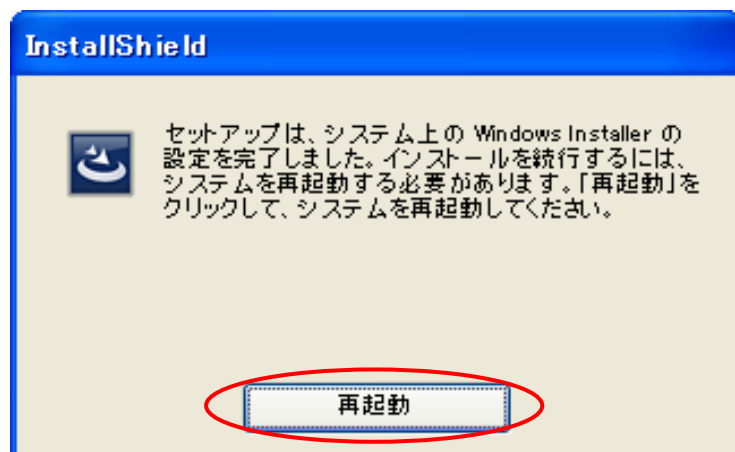 InstallShield
セットアップは、システム上の Windows Installer の
設定を完了しました。インストールを続行するには、
システムを再起動する必要があります。「再起動」を
クリックして、システムを再起動してください。
再起動